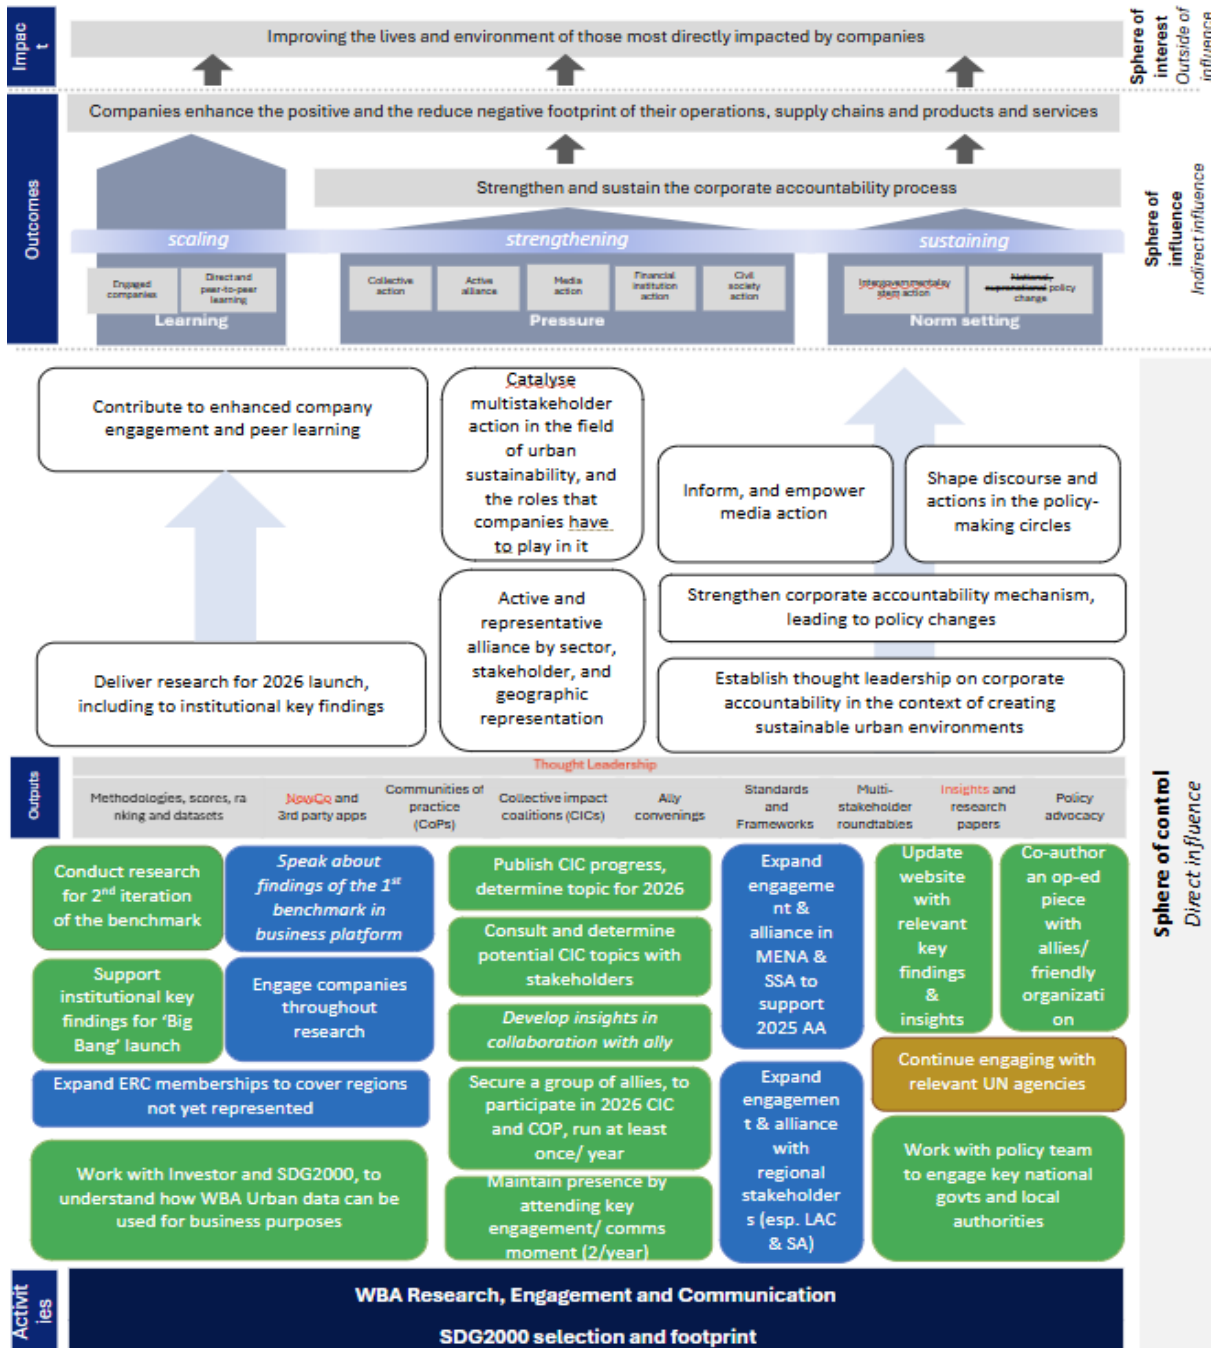 Impac
t
Improving the lives and environment of those most directly impacted by companies
Sphere of
interest
Outside of
influence
Outcomes
Companies enhance the positive and the reduce negative footprint of their operations, supply chains and products and services
Strengthen and sustain the corporate accountability process
Sphere of
influence
Indirect influence
scaling
strengthening
sustaining
Engaged
companies
Direct and
peer-to-peer
learning
Learning
Collective
action
Active
alliance
Media
action
Financial
institution
action
Civil
society
action
Pressure
Intergovernmentalsy
stem action
National,
supranational policy
change
Norm setting
Contribute to enhanced company
engagement and peer learning
Catalyse
multistakeholder
action in the field
of urban
sustainability, and
the roles that
companies have
to play in it
Inform, and empower
media action
Shape discourse and
actions in the policy-
making circles
Strengthen corporate accountability mechanism,
leading to policy changes
Deliver research for 2026 launch,
including to institutional key findings
Active and
representative
alliance by sector,
stakeholder, and
geographic
representation
Establish thought leadership on corporate
accountability in the context of creating
sustainable urban environments
Sphere of control
Direct influence
Outputs
Thought Leadership
Methodologies, scores, ra
nking and datasets
NowCo and
3rd party apps
Communities of
practice
(CoPs)
Collective impact
coalitions (CICs)
Ally
convenings
Standards
and
Frameworks
Multi-
stakeholder
roundtables
Insights and
research
papers
Policy
advocacy
Conduct research
for 2nd iteration
of the benchmark
Speak about
findings of the 1st
benchmark in
business platform
Publish CIC progress,
determine topic for 2026
Expand
engageme
nt &
alliance in
MENA &
SSA to
support
2025 AA
Update
website
with
relevant
key
findings
&
insights
Co-author
an op-ed
piece
with
allies/
friendly
organizati
on
Consult and determine
potential CIC topics with
stakeholders
Support
institutional key
findings for ‘Big
Bang’ launch
Engage companies
throughout
research
Develop insights in
collaboration with ally
Continue engaging with
relevant UN agencies
Expand ERC memberships to cover regions
not yet represented
Secure a group of allies, to
participate in 2026 CIC
and COP, run at least
once/ year
Expand
engagemen
t & alliance
with
regional
stakeholder
s (esp. LAC
& SA)
Work with Investor and SDG2000, to
understand how WBA Urban data can be
used for business purposes
Maintain presence by
attending key
engagement/ comms
moment (2/year)
Work with policy team
to engage key national
govts and local
authorities
Activit
ies
WBA Research, Engagement and Communication
SDG2000 selection and footprint